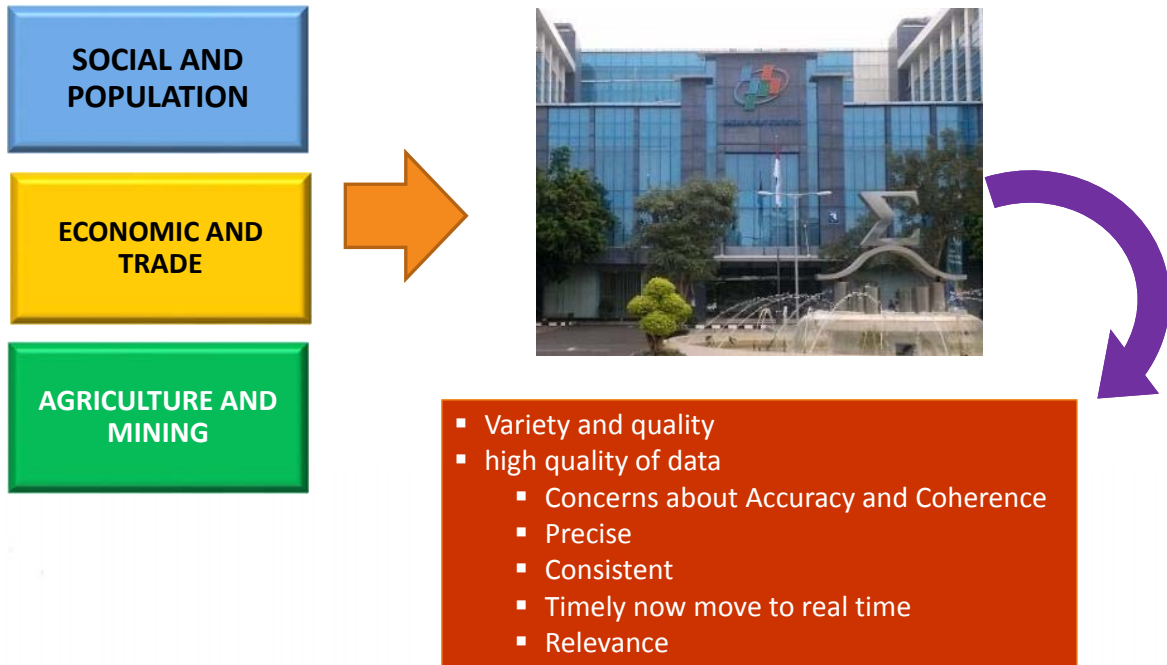 SOCIAL AND
POPULATION
ECONOMIC AND
TRADE
AGRICULTURE AND
MINING
Σ
▪ Variety and quality
▪ high quality of data
▪ Concerns about Accuracy and Coherence
▪ Precise
▪ Consistent
▪ Timely now move to real time
▪ Relevance